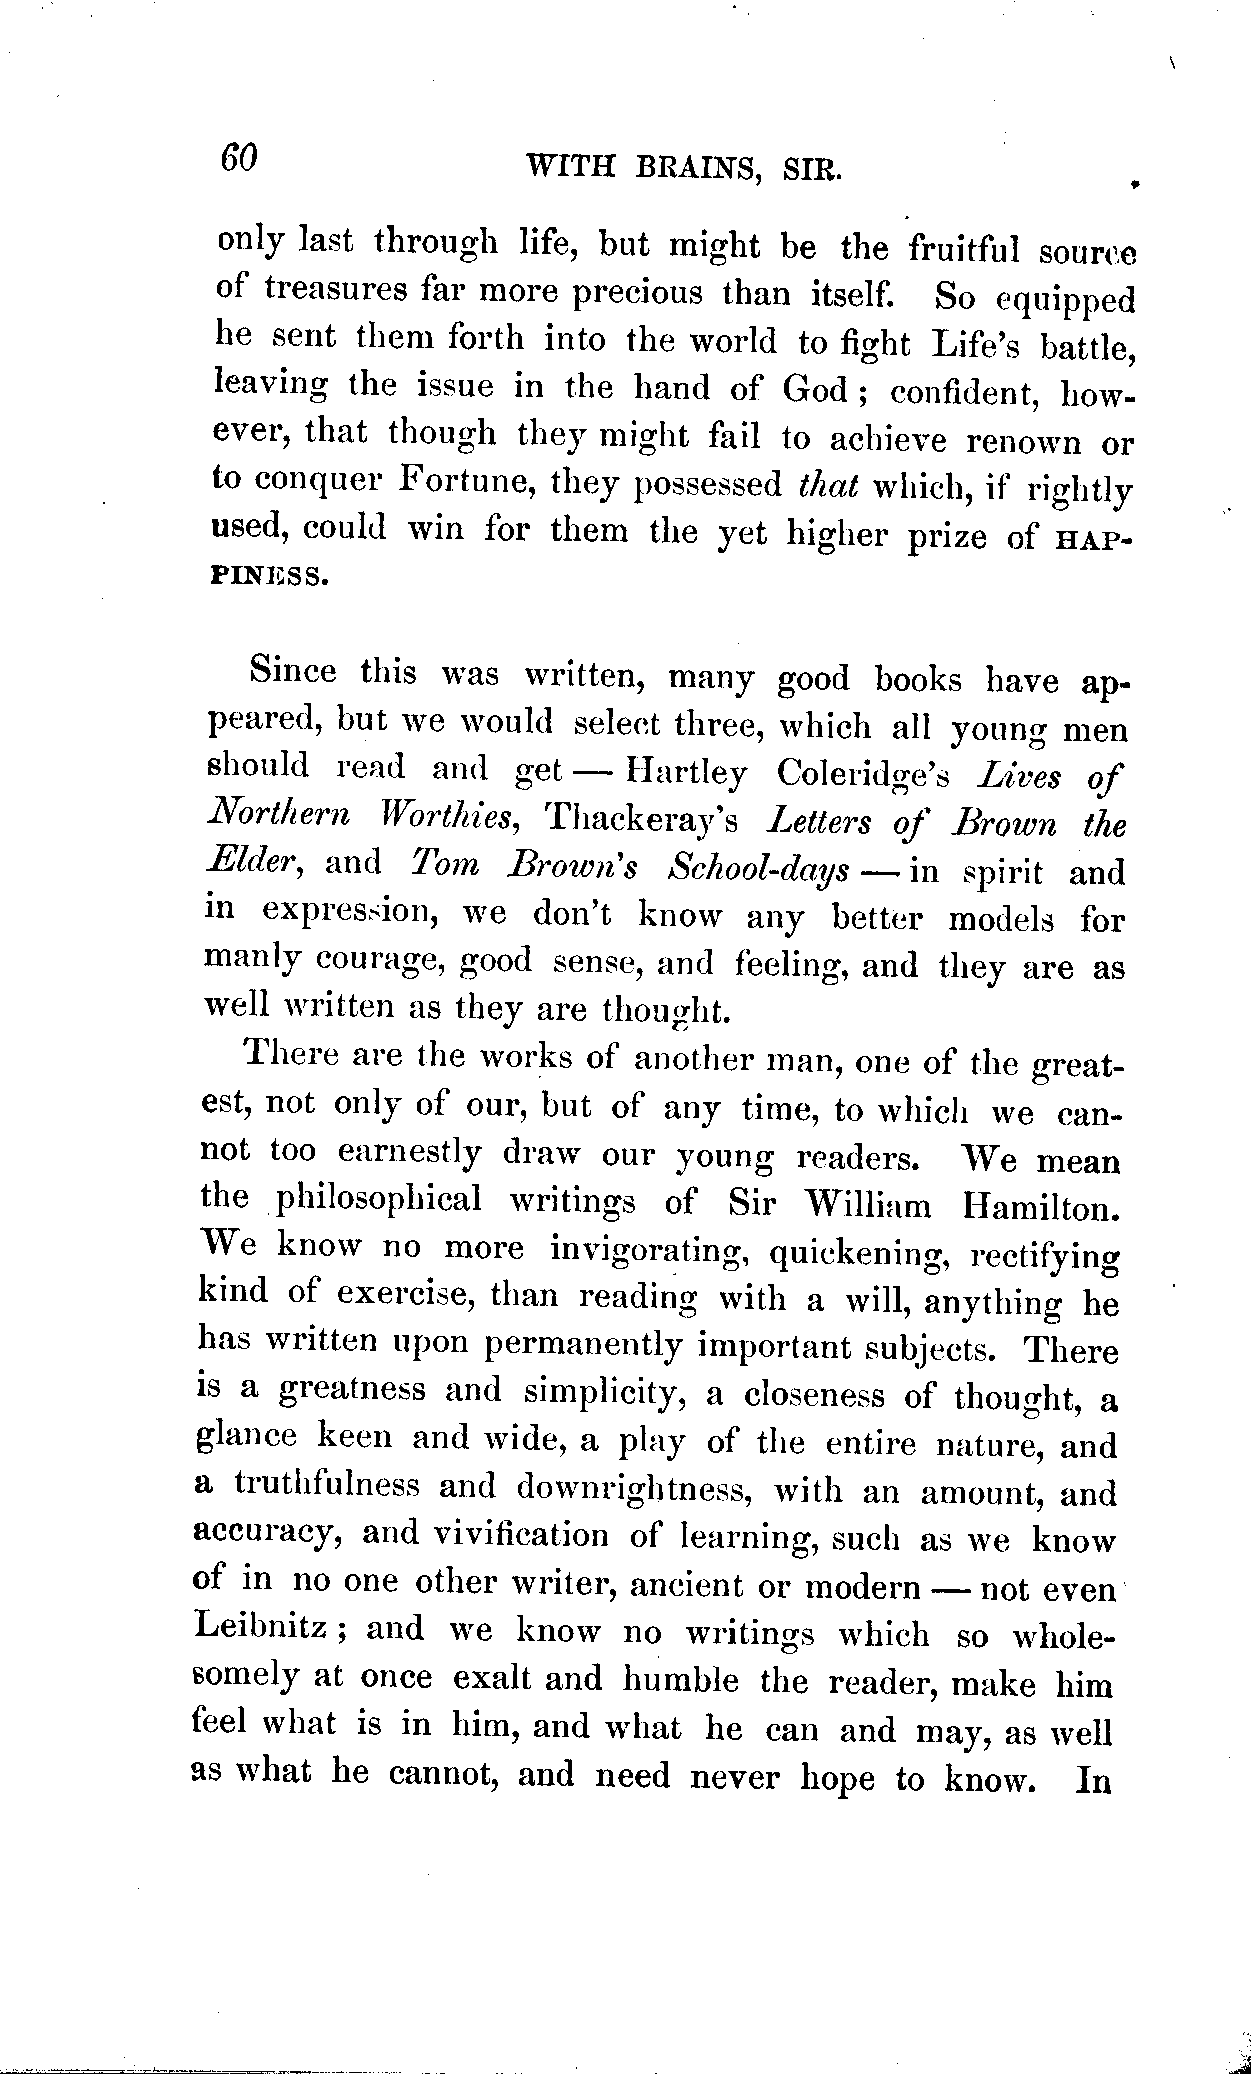 60 WITH BRAINS, SIR.
only last through life, but might be the fruitful source
of treasures far more precious than itself. So equipped
he sent them forth into the world to fight Life's battle,
leaving the issue in the hand of God ; confident, how-
ever, that though they might fail to achieve renown or
to conquer Fortune, they possessed that which, if rightly
used, could win for them the yet higher prize of HAP-
PINESS.
Since this was written, many good books have ap-
peared, but we would select three, which all young men
should read and get — Hartley Coleridge's Lives of
Northern Worthies, Thackeray's Letters of Brown the
Elder, and Tom Brown's School-days — in spirit and
in expression, we don't know any better models for
manly courage, good sense, and feeling, and they are as
well written as they are thought.
There are the works of another man, one of the great-
est, not only of our, but of any time, to which we can-
not too earnestly draw our young readers. We mean
the philosophical writings of Sir William Hamilton.
We know no more invigorating, quickening, rectifying
kind of exercise, than reading with a will, anything he
has written upon permanently important subjects. There
is a greatness and simplicity, a closeness of thought, a
glance keen and wide, a play of the entire nature, and
a truthfulness and downrightness, with an amount, and
accuracy, and vivification of learning, such as we know
of in no one other writer, ancient or modern — not even
Leibnitz ; and we know no writings which so whole-
somely at once exalt and humble the reader, make him
feel what is in him, and what he can and may, as well
as what he cannot, and need never hope to know. In